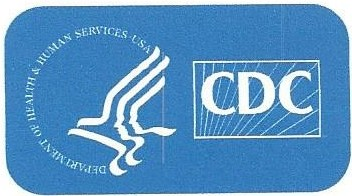 DEPARTMENT OF HEALTH & HUMAN SERVICES·USA
CDC